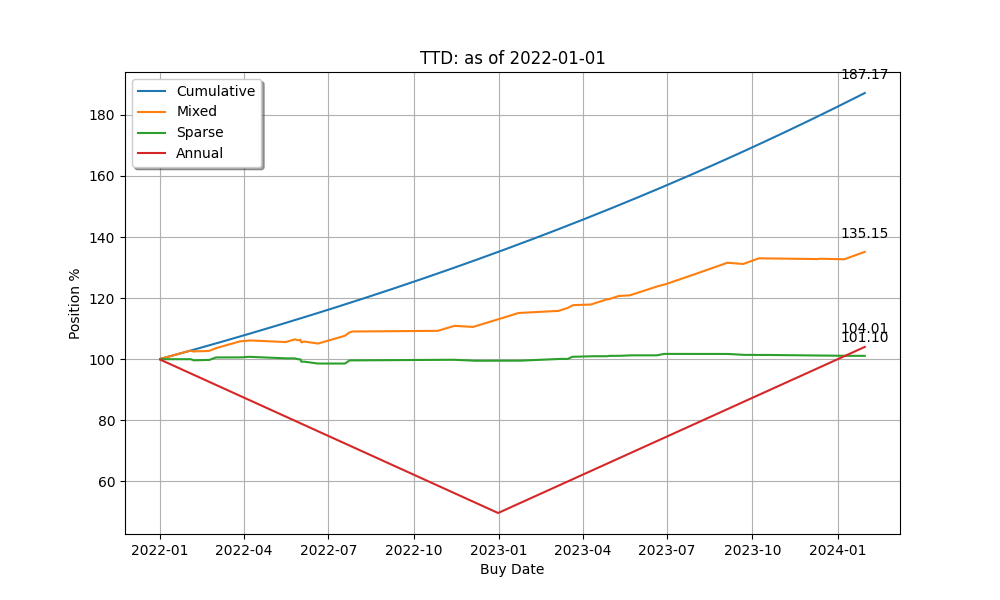 TTD: as of 2022-01-01
187.17
Cumulative
Mixed
Sparse
Annual
180
160
140
120
100
80
60
135.15
104.01
101.10
Position %
2022-01 2022-04 2022-07 2022-10 2023-01 2023-04 2023-07 2023-10 2024-01
Buy Date